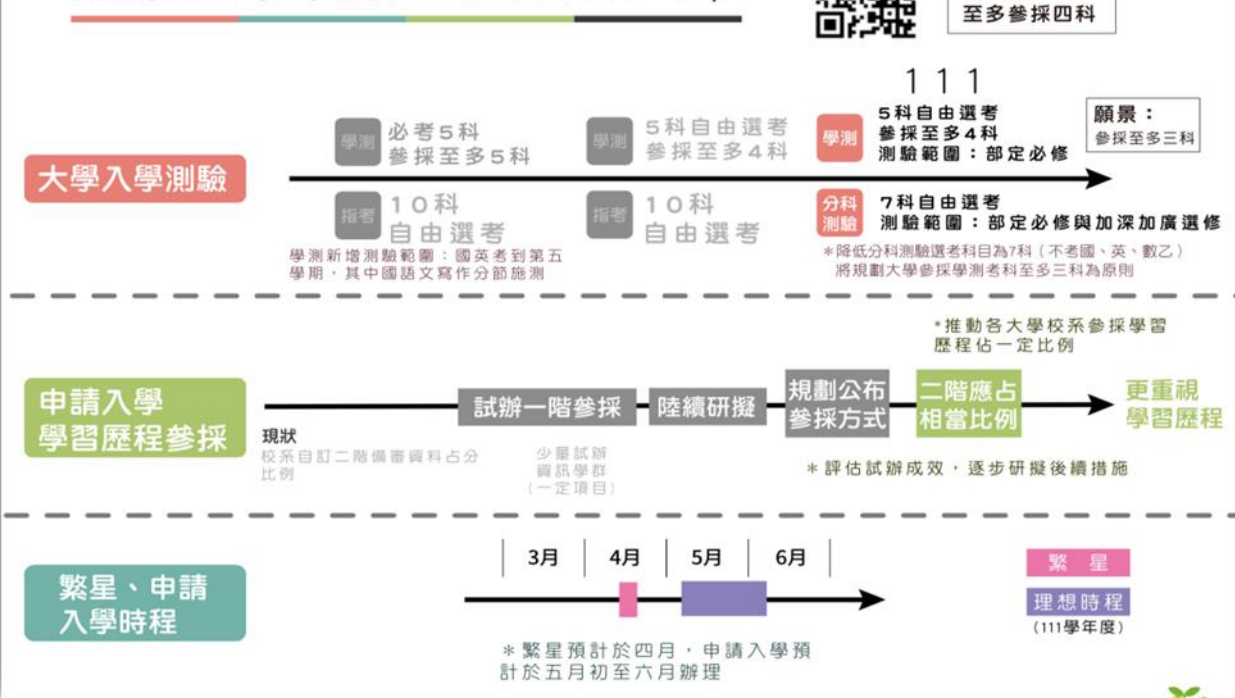 至多參採四科
111
大學入學測驗
學測
必考5科
參採至多5科
學測
5科自由選考
參採至多4科
學測
5科自由選考
參採至多4科
測驗範圍：部定必修
願景：
參採至多三科
指考
10科
自由選考
指考
10科
自由選考
分科
測驗
7科自由選考
測驗範圍：部定必修與加深加廣選修
學測新增測驗範圍：國英考到第五
學期，其中國語文寫作分節施測
＊降低分科測驗選考科目為7科（不考國、英、數乙）
將規劃大學參採學測考科至多三科為原則
*推動各大學校系參採學習
歷程佔一定比例
申請入學
學習歷程參採
試辦一階參採
陸續研擬
規劃公布
參採方式
二階應占
相當比例
更重視
學習歷程
現狀
校系自訂二階備審資料占分
比例
少量試辦
資訊學群
(一定項目)
＊評估試辦成效，逐步研擬後續措施
繁星、申請
入學時程
3月
4月
5月
6月
繁 星
理想時程
(111學年度)
＊繁星預計於四月，申請入學預
計於五月初至六月辦理